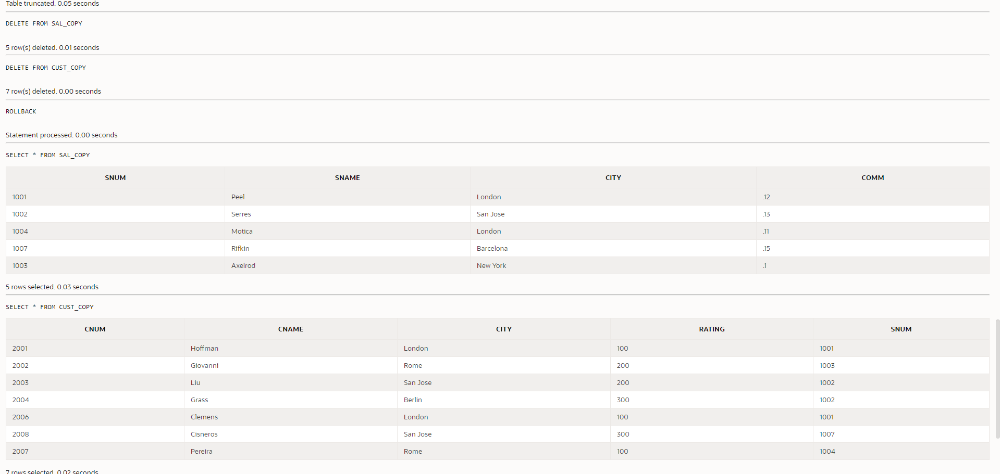 Table truncated. 0.05 seconds
DELETE FROM SAL_COPY
5 row(s) deleted. 0.01 seconds
DELETE FROM CUST_COPY
7 row(s) deleted. 0.00 seconds
ROLLBACK
Statement processed. 0.00 seconds
SELECT * FROM SAL_COPY
SNUM SNAME CITY COMM
1001 Peel London .12
1002 Serres San Jose .13
1004 Motica London .11
1007 Rifkin Barcelona .15
1003 Axelrod New York .1
5 rows selected. 0.03 seconds
SELECT * FROM CUST_COPY
CNUM CNAME CITY RATING SNUM
2001 Hoffman London 100 1001
2002 Giovanni Rome 200 1003
2003 Liu San Jose 200 1002
2004 Grass Berlin 300 1002
2006 Clemens London 100 1001
2008 Cisneros San Jose 300 1007
2007 Pereira Rome 100 1004
7 rows selected. 0.02 seconds